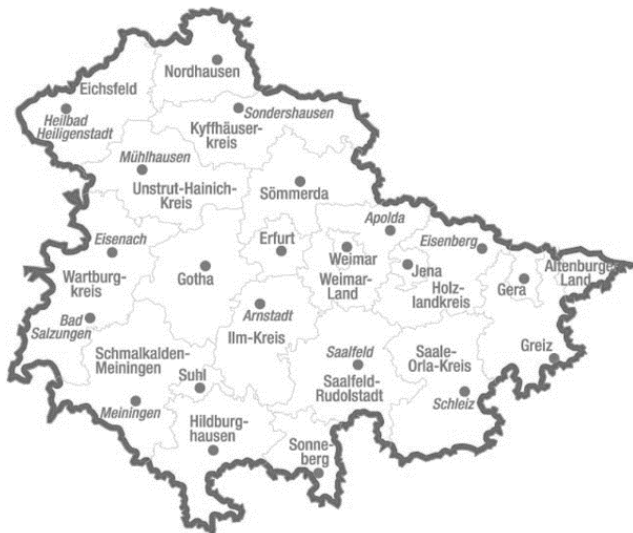 Nordhausen
Eichsfeld
Heilbad
Heiligenstadt
Sondershausen
Kyffhäuser-
kreis
Mühlhausen
Unstrut-Hainich-
Kreis
Sömmerda
Apolda
Eisenach
Erfurt
Weimar
Eisenberg
Wartburg-
kreis
Gotha
Weimar-
Land
Jena
Holz-
landkreis
Gera
Altenburger
Land
Bad
Salzungen
Arnstadt
Ilm-Kreis
Schmalkalden-
Meiningen
Suhl
Saalfeld
Saalfeld-
Rudolstadt
Saale-
Orla-Kreis
Greiz
Meiningen
Schleiz
Hildburg-
hausen
Sonne-
berg